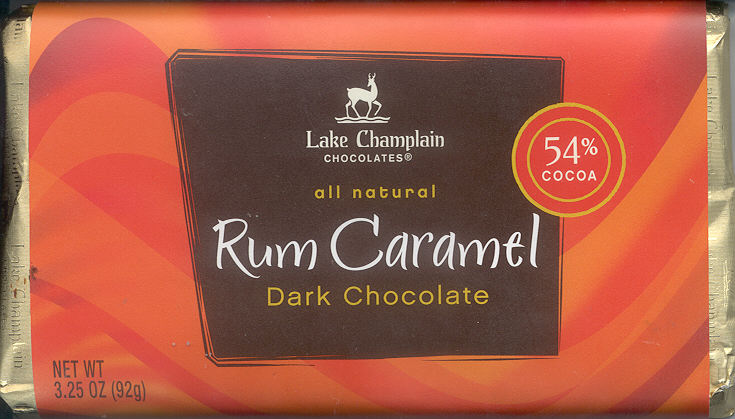 Lake Champlain
CHOCOLATES®
all natural
Rum Caramel
Dark Chocolate
54%
COCOA
NET WT
3.25 OZ (92g)